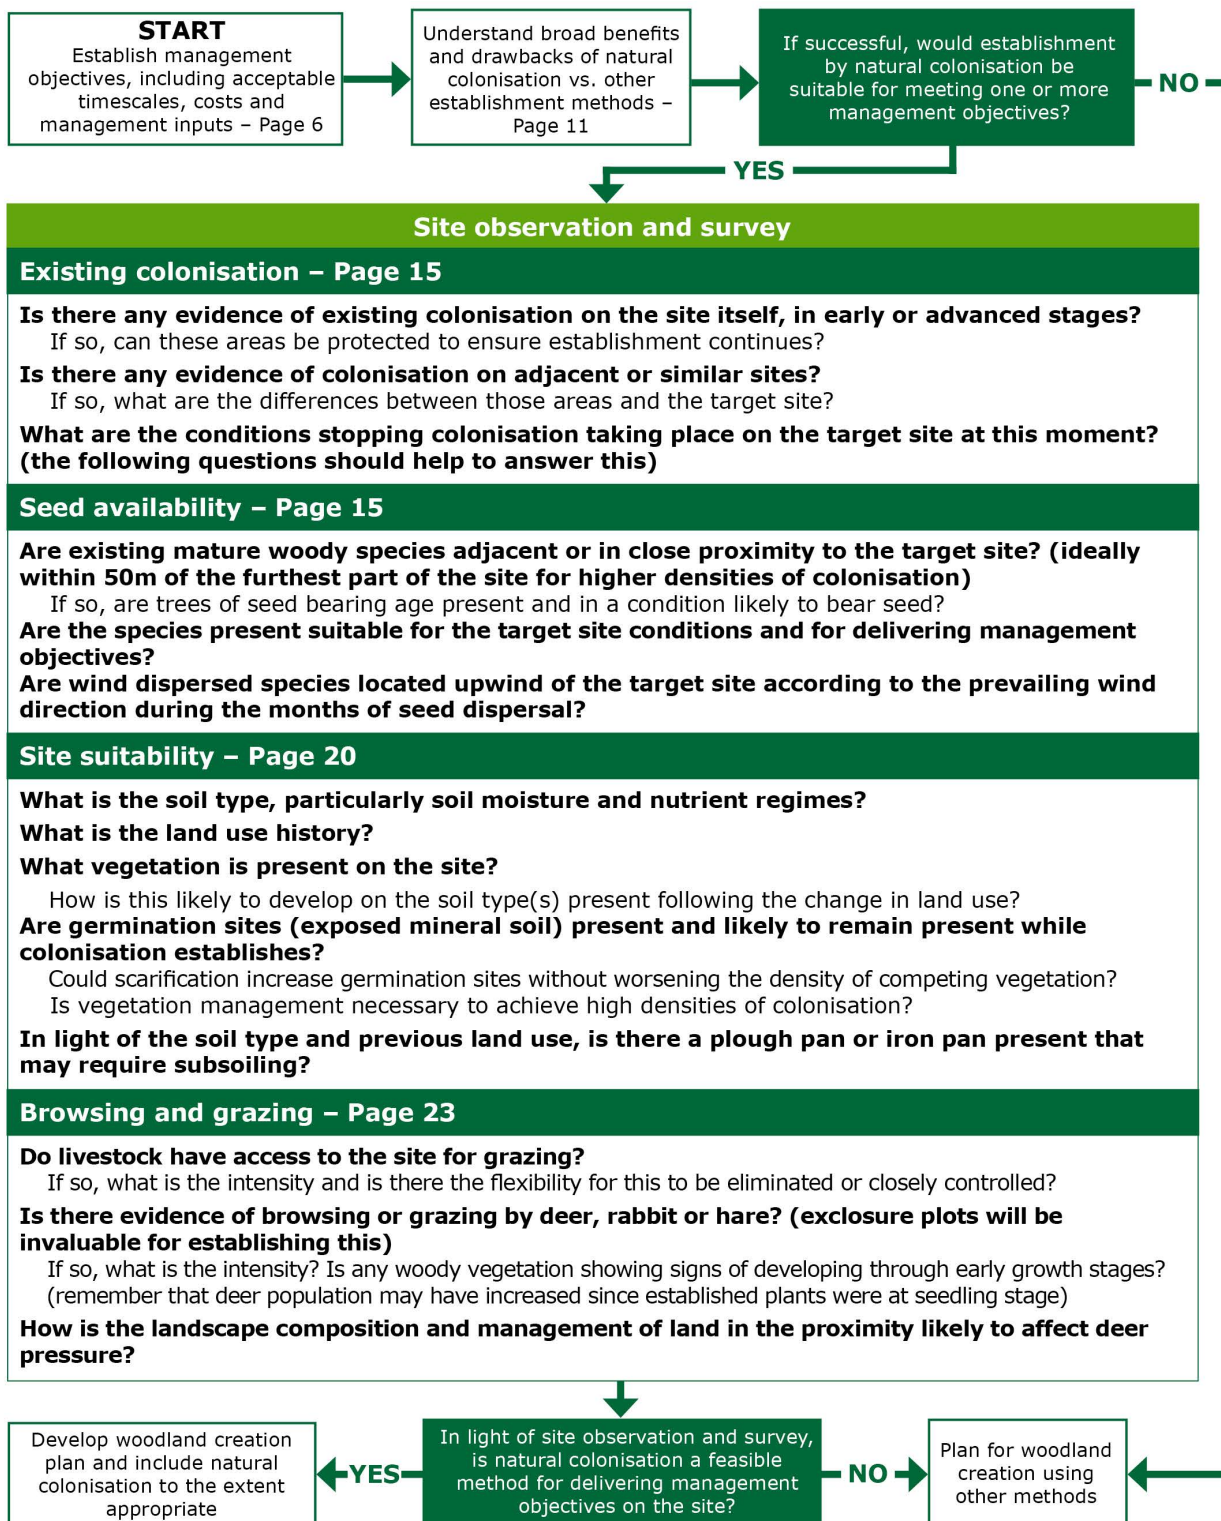 START
Establish management
objectives, including acceptable
timescales, costs and
management inputs – Page 6
Understand broad benefits
and drawbacks of natural
colonisation vs. other
establishment methods –
Page 11
If successful, would establishment
by natural colonisation be
suitable for meeting one or more
management objectives?
NO
YES
Site observation and survey
Existing colonisation – Page 15
Is there any evidence of existing colonisation on the site itself, in early or advanced stages?
If so, can these areas be protected to ensure establishment continues?
Is there any evidence of colonisation on adjacent or similar sites?
If so, what are the differences between those areas and the target site?
What are the conditions stopping colonisation taking place on the target site at this moment?
(the following questions should help to answer this)
Seed availability – Page 15
Are existing mature woody species adjacent or in close proximity to the target site? (ideally
within 50m of the furthest part of the site for higher densities of colonisation)
If so, are trees of seed bearing age present and in a condition likely to bear seed?
Are the species present suitable for the target site conditions and for delivering management
objectives?
Are wind dispersed species located upwind of the target site according to the prevailing wind
direction during the months of seed dispersal?
Site suitability – Page 20
What is the soil type, particularly soil moisture and nutrient regimes?
What is the land use history?
What vegetation is present on the site?
How is this likely to develop on the soil type(s) present following the change in land use?
Are germination sites (exposed mineral soil) present and likely to remain present while
colonisation establishes?
Could scarification increase germination sites without worsening the density of competing vegetation?
Is vegetation management necessary to achieve high densities of colonisation?
In light of the soil type and previous land use, is there a plough pan or iron pan present that
may require subsoiling?
Browsing and grazing – Page 23
Do livestock have access to the site for grazing?
If so, what is the intensity and is there the flexibility for this to be eliminated or closely controlled?
Is there evidence of browsing or grazing by deer, rabbit or hare? (exclosure plots will be
invaluable for establishing this)
If so, what is the intensity? Is any woody vegetation showing signs of developing through early growth stages?
(remember that deer population may have increased since established plants were at seedling stage)
How is the landscape composition and management of land in the proximity likely to affect deer
pressure?
Develop woodland creation
plan and include natural
colonisation to the extent
appropriate
YES
In light of site observation and survey,
is natural colonisation a feasible
method for delivering management
objectives on the site?
NO
Plan for woodland
creation using
other methods